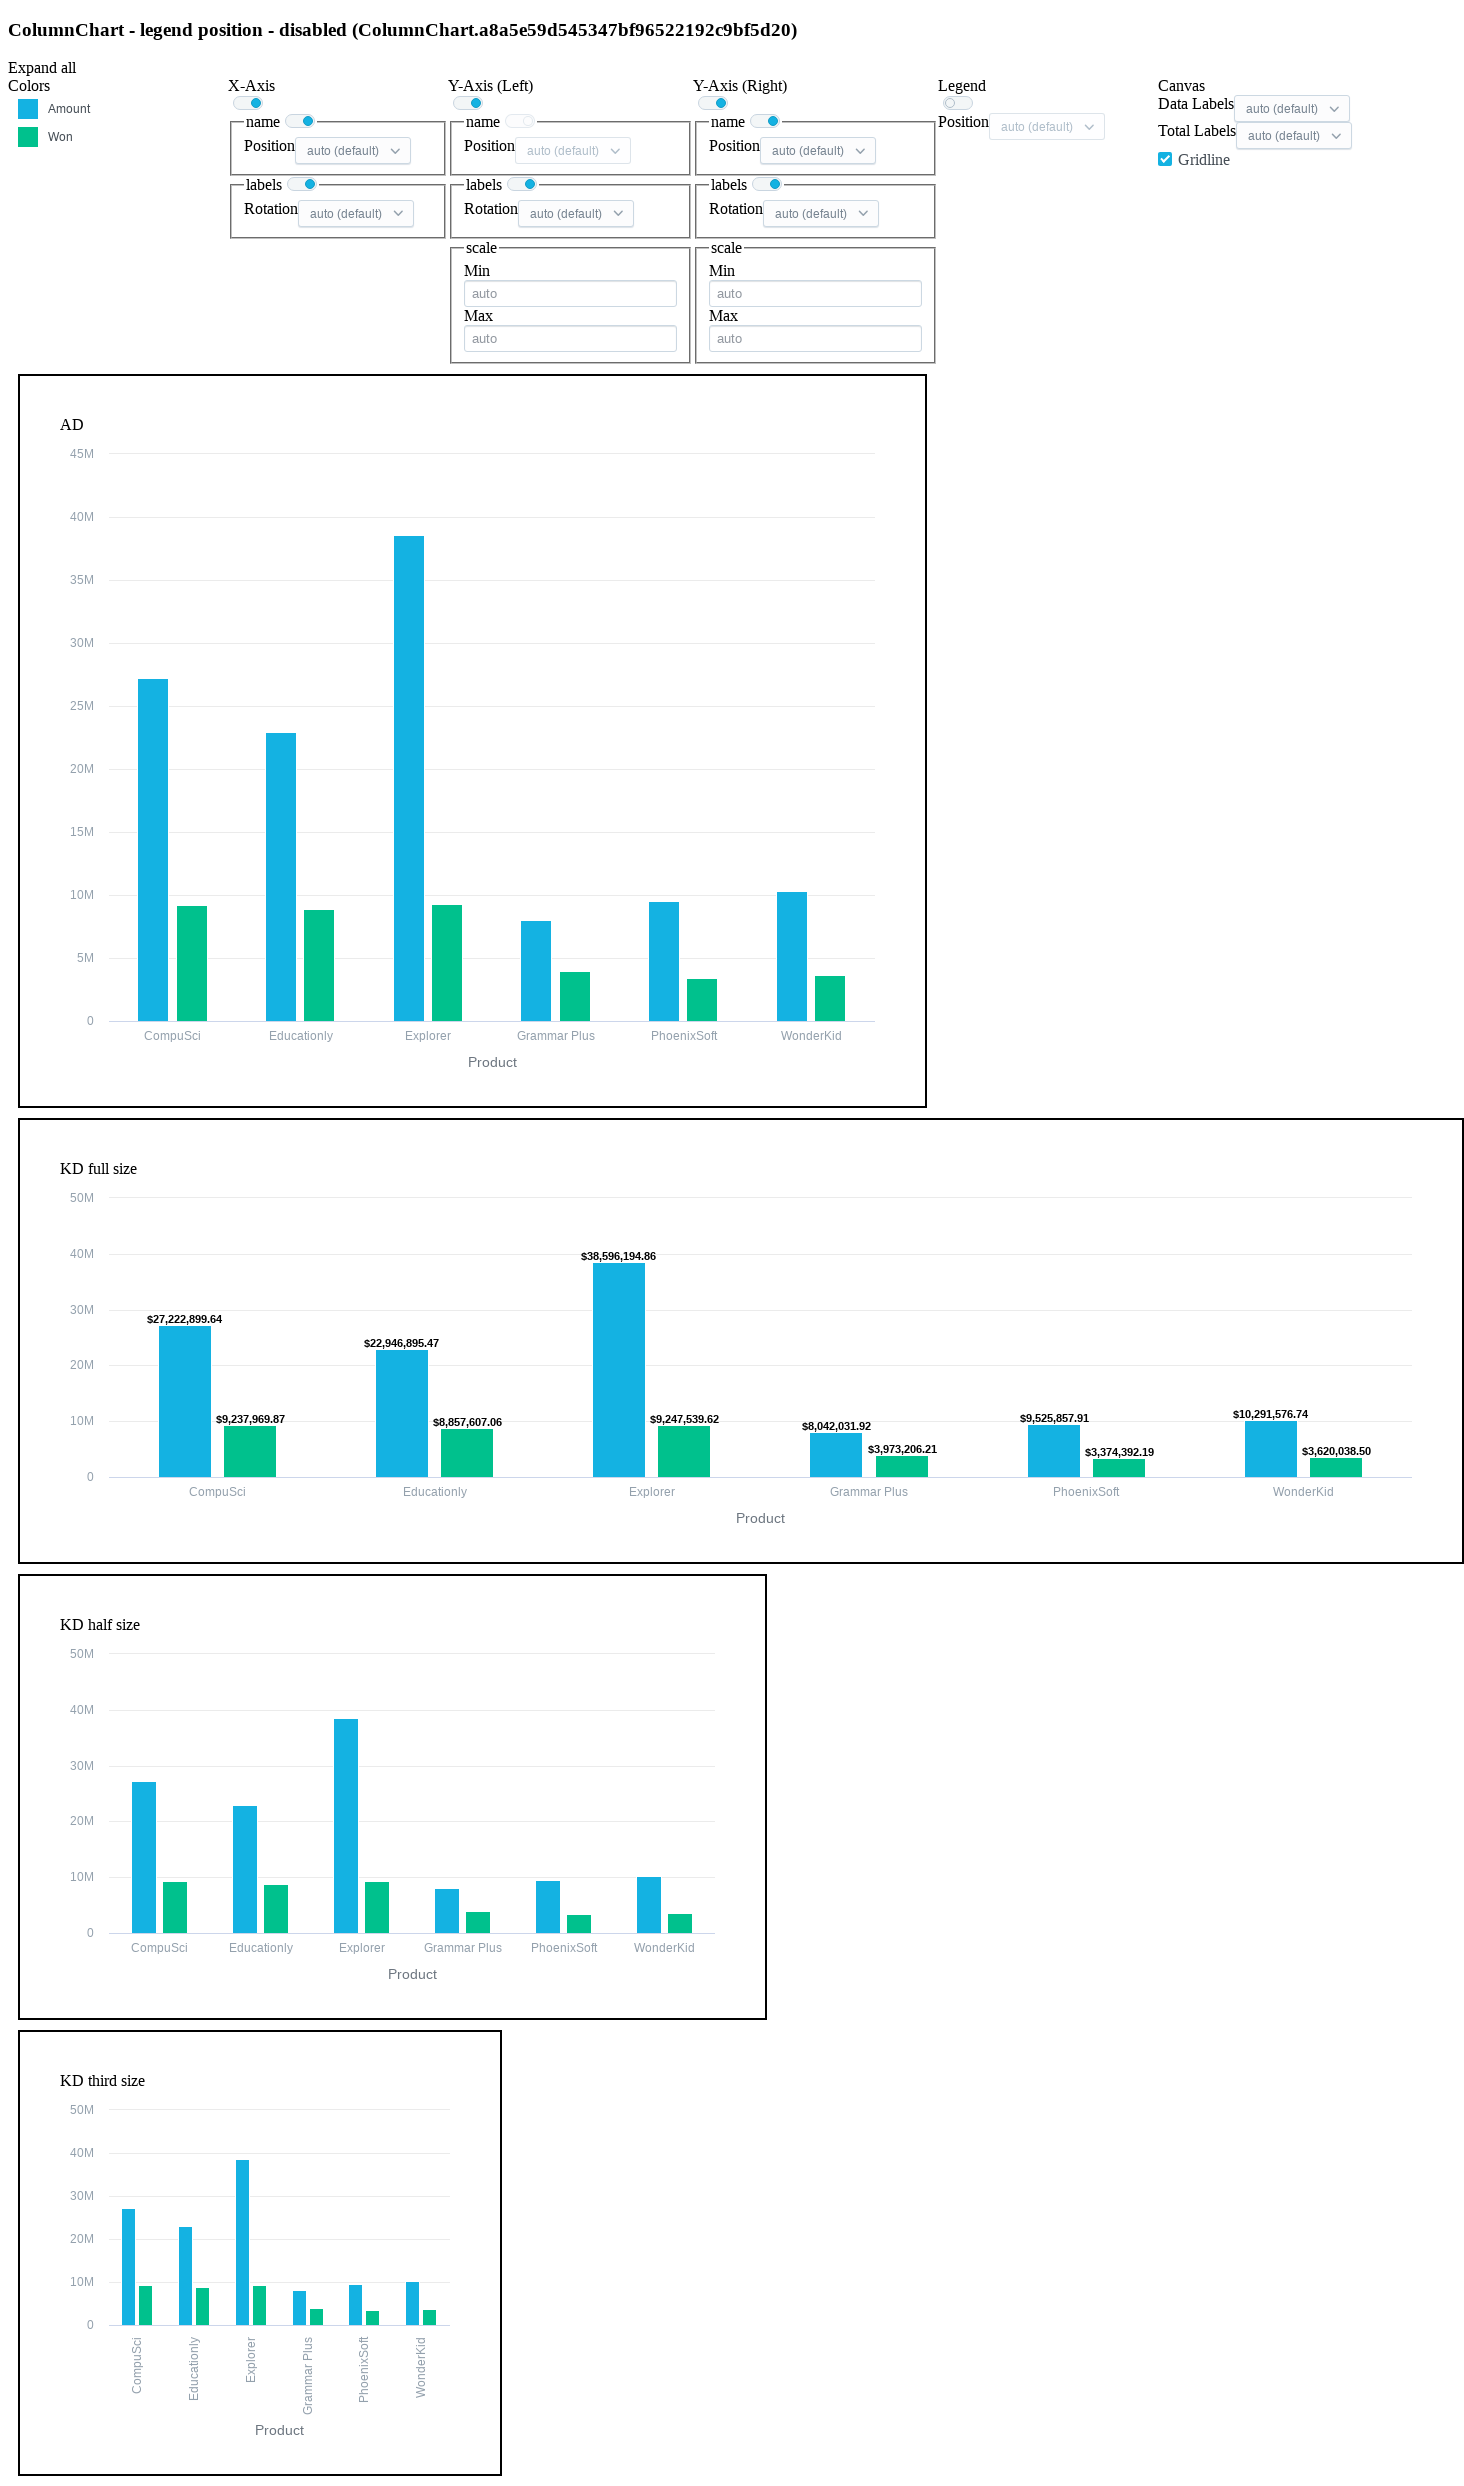 ColumnChart - legend position - disabled (ColumnChart.a8a5e59d545347bf96522192c9bf5d20)
Expand all
Colors
Amount
Won
X-Axis
name
Position auto (default)
labels
Rotation auto (default)
Y-Axis (Left)
name
Position auto (default)
labels
Rotation auto (default)
scale
Min
auto
Max
auto
Y-Axis (Right)
name
Position auto (default)
labels
Rotation auto (default)
scale
Min
auto
Max
auto
Legend
Position auto (default)
Canvas
Data Labels auto (default)
Total Labels auto (default)
Gridline
AD
45M
40M
35M
30M
25M
20M
15M
10M
5M
0
CompuSci Educationly Explorer Grammar Plus PhoenixSoft WonderKid
Product
KD full size
50M
40M
30M
20M
10M
0
$27,222,899.64
$9,237,969.87
$22,946,895.47
$8,857,607.06
$38,596,194.86
$9,247,539.62
$8,042,031.92
$3,973,206.21
$9,525,857.91
$3,374,392.19
$10,291,576.74
$3,620,038.50
CompuSci Educationly Explorer Grammar Plus PhoenixSoft WonderKid
Product
KD half size
50M
40M
30M
20M
10M
0
CompuSci Educationly Explorer Grammar Plus PhoenixSoft WonderKid
Product
KD third size
50M
40M
30M
20M
10M
0
CompuSci
Educationly
Explorer
Grammar Plus
PhoenixSoft
WonderKid
Product